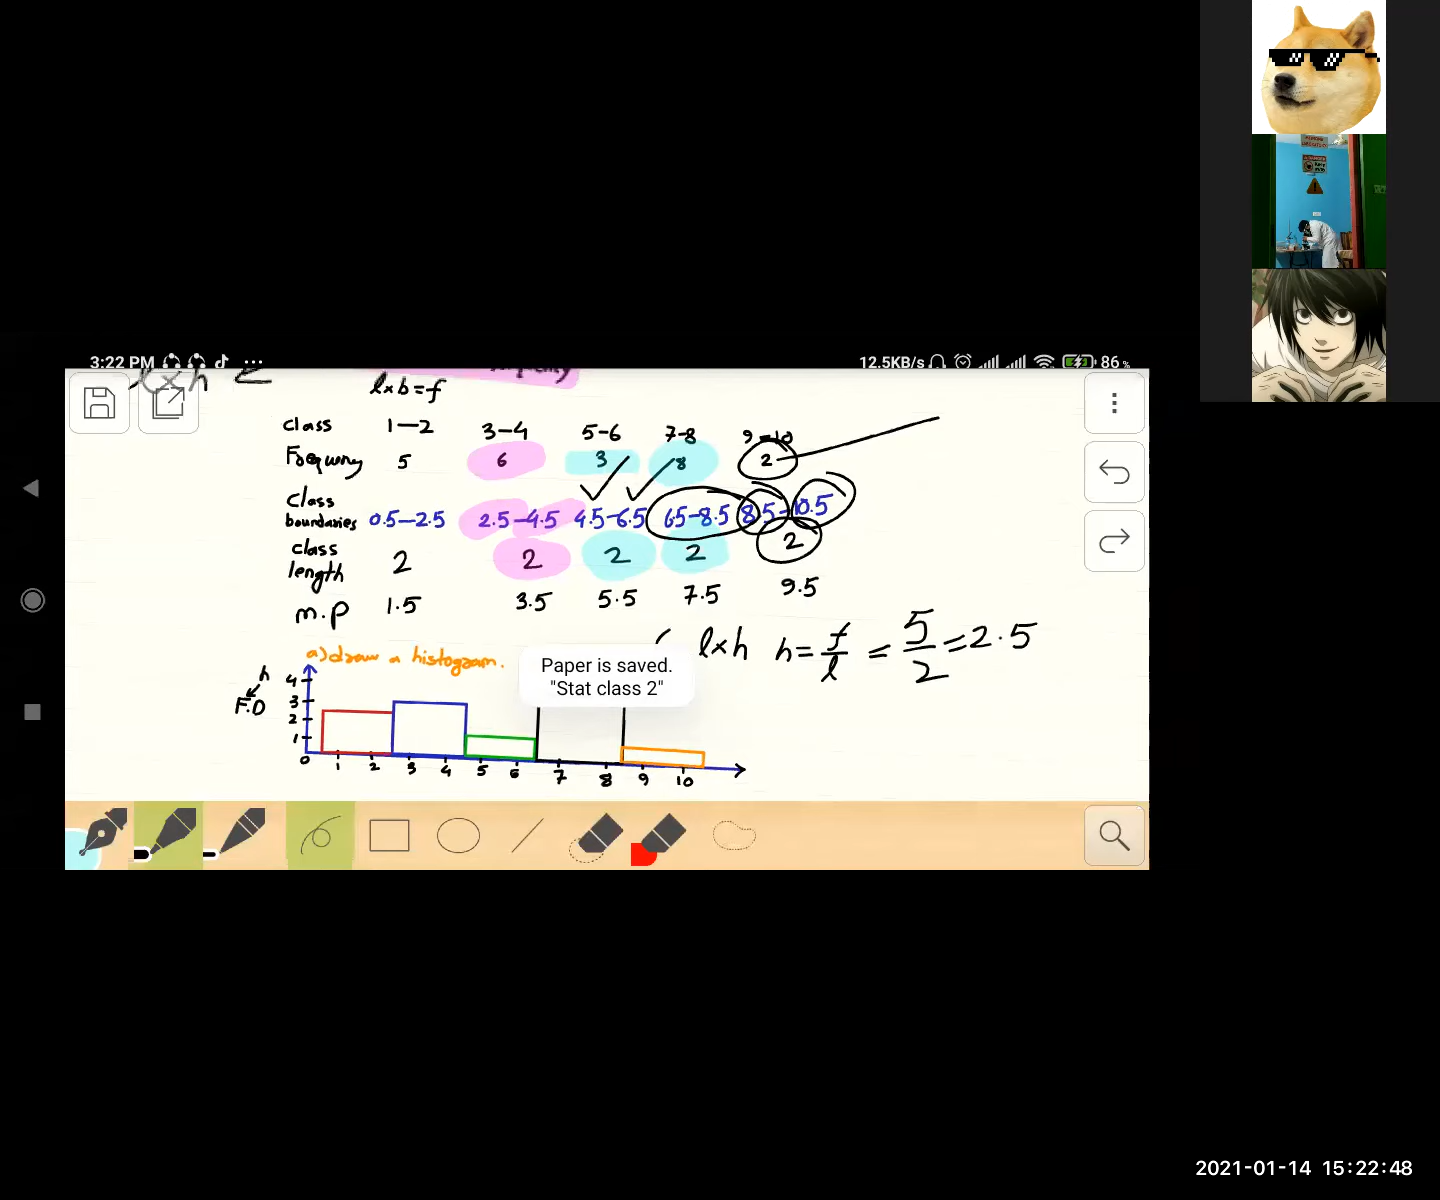 3:22 PM ... 12.5KB/s 86%
l×h
l×b=f
class 1-2 3-4 5-6 7-8 9-10
Frequency 5 6 3 8 2
Class boundaries 0.5-2.5 2.5-4.5 4.5-6.5 6.5-8.5 8.5-10.5
class length 2 2 2 2 2
m.p 1.5 3.5 5.5 7.5 9.5
l×h h=f/l = 5/2 =2.5
a) draw a histogram.
Paper is saved.
"Stat class 2"
h
F.D
4
3
2
1
0 1 2 3 4 5 6 7 8 9 10
2021-01-14 15:22:48